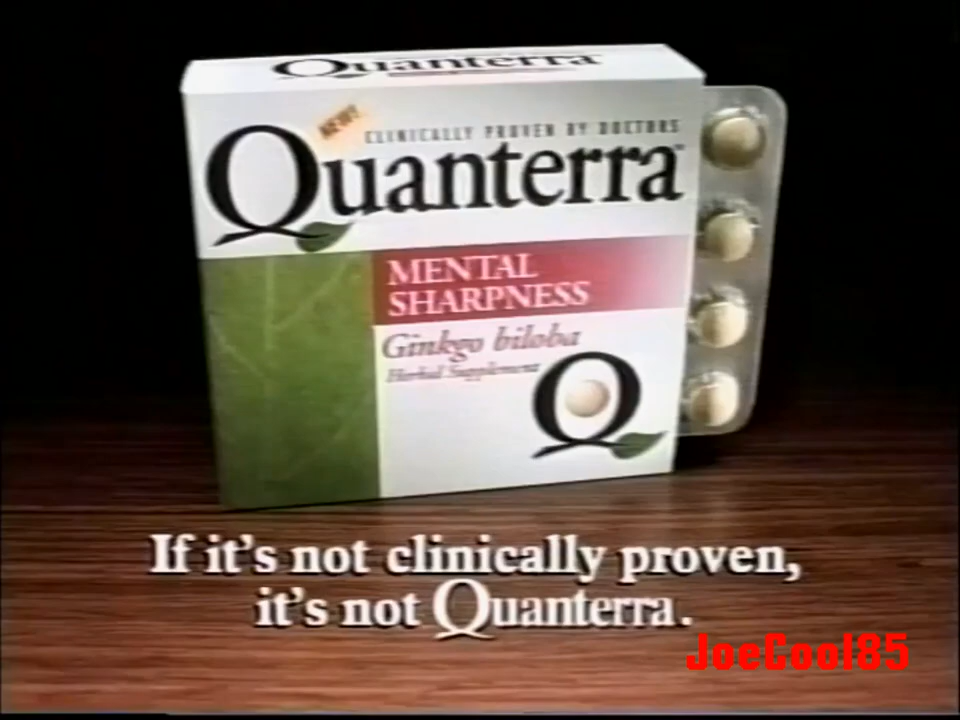 Quanterra
NEW!
CLINICALLY PROVEN BY DOCTORS
Quanterra™
MENTAL
SHARPNESS
Ginkgo biloba
Herbal Supplement
Q
If it's not clinically proven,
it's not Quanterra.
JoeCool85